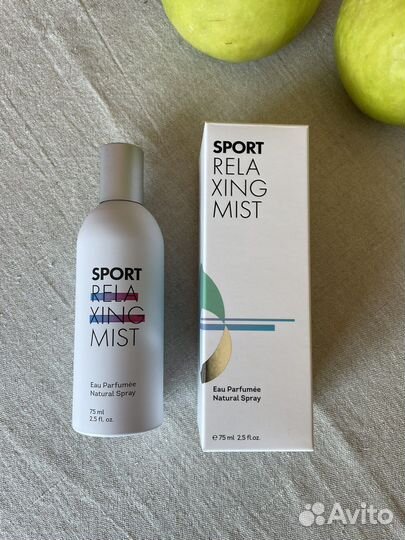 SPORT
RELA
XING
MIST
Eau Parfumée
Natural Spray
75 ml
2.5 fl. oz.
SPORT
RELA
XING
MIST
Eau Parfumée
Natural Spray
℮ 75 ml 2.5 fl.oz.
Avito